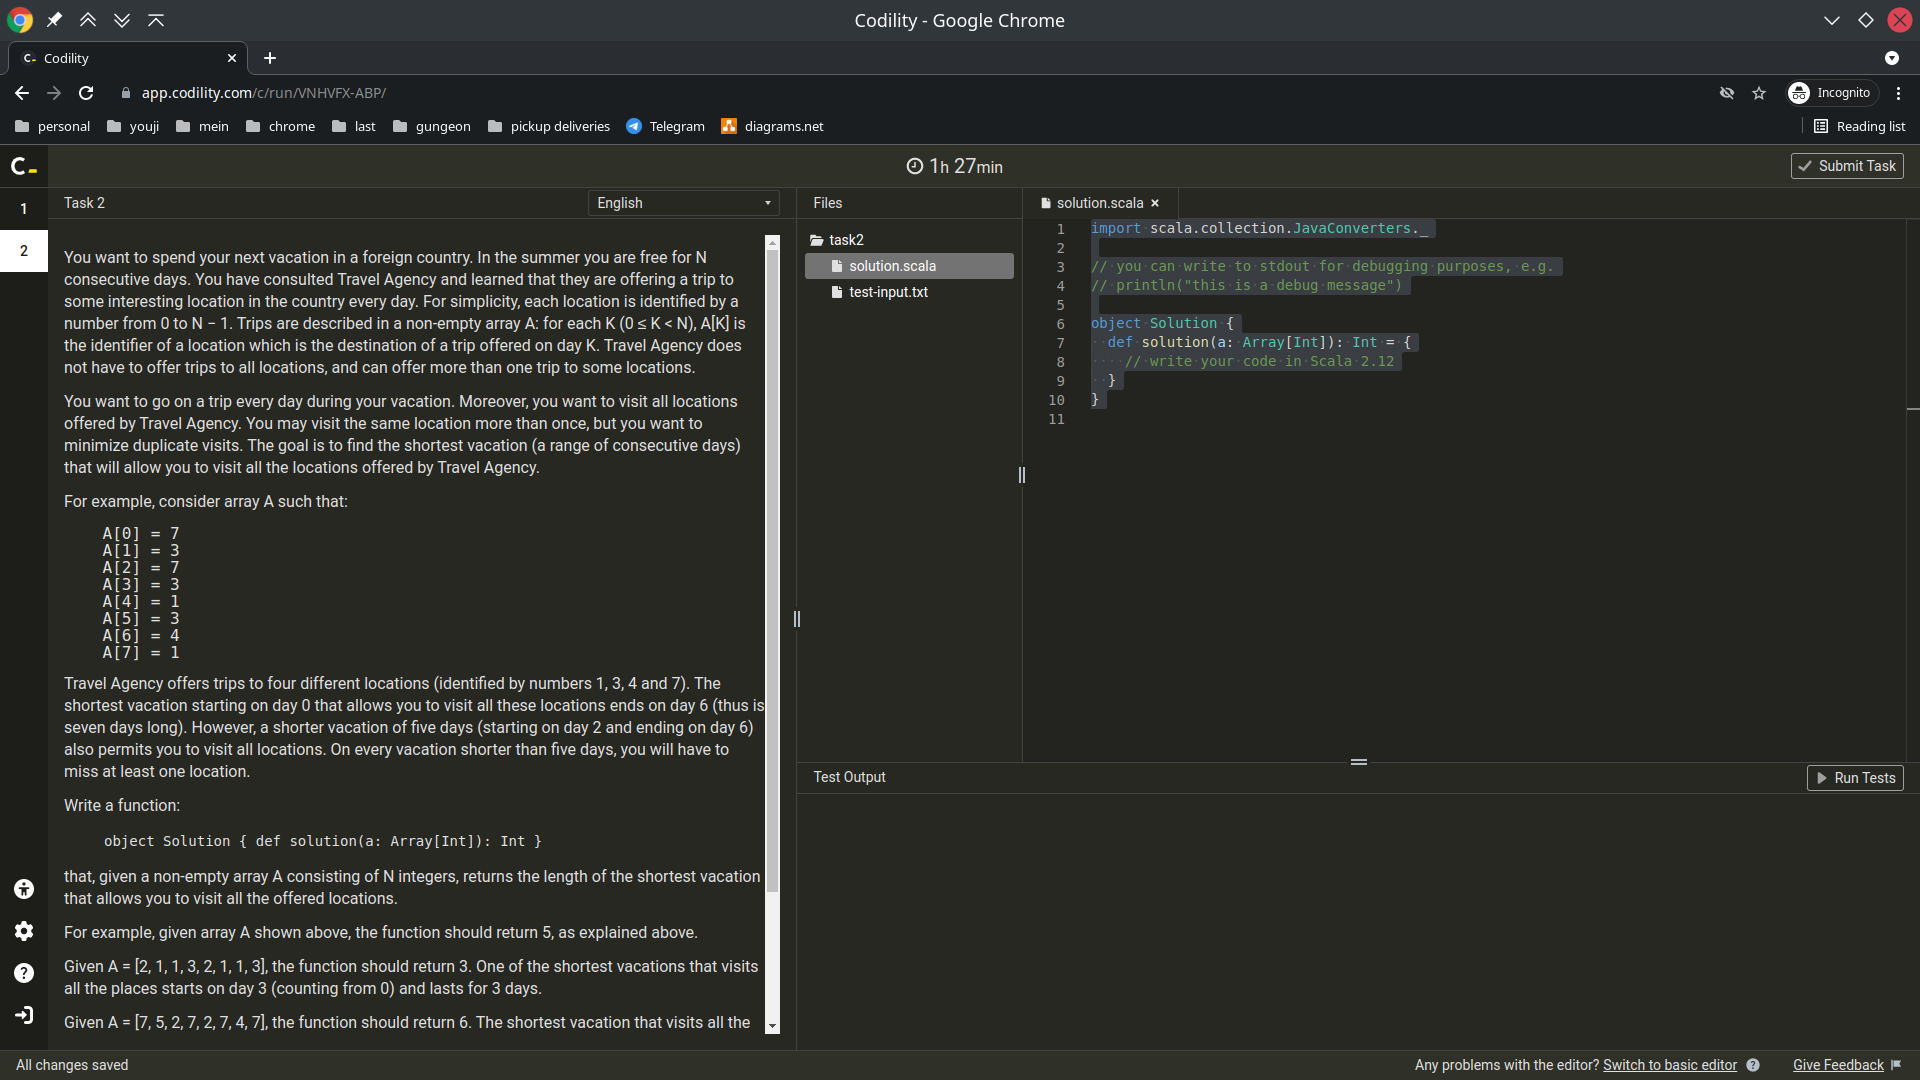 Codility - Google Chrome
Codility
app.codility.com/c/run/VNHVFX-ABP/
Incognito
personal youji mein chrome last gungeon pickup deliveries Telegram diagrams.net Reading list
C_
1h 27min
Submit Task
1
2
Task 2
English
You want to spend your next vacation in a foreign country. In the summer you are free for N
consecutive days. You have consulted Travel Agency and learned that they are offering a trip to
some interesting location in the country every day. For simplicity, each location is identified by a
number from 0 to N − 1. Trips are described in a non-empty array A: for each K (0 ≤ K < N), A[K] is
the identifier of a location which is the destination of a trip offered on day K. Travel Agency does
not have to offer trips to all locations, and can offer more than one trip to some locations.
You want to go on a trip every day during your vacation. Moreover, you want to visit all locations
offered by Travel Agency. You may visit the same location more than once, but you want to
minimize duplicate visits. The goal is to find the shortest vacation (a range of consecutive days)
that will allow you to visit all the locations offered by Travel Agency.
For example, consider array A such that:
A[0] = 7
A[1] = 3
A[2] = 7
A[3] = 3
A[4] = 1
A[5] = 3
A[6] = 4
A[7] = 1
Travel Agency offers trips to four different locations (identified by numbers 1, 3, 4 and 7). The
shortest vacation starting on day 0 that allows you to visit all these locations ends on day 6 (thus is
seven days long). However, a shorter vacation of five days (starting on day 2 and ending on day 6)
also permits you to visit all locations. On every vacation shorter than five days, you will have to
miss at least one location.
Write a function:
object Solution { def solution(a: Array[Int]): Int }
that, given a non-empty array A consisting of N integers, returns the length of the shortest vacation
that allows you to visit all the offered locations.
For example, given array A shown above, the function should return 5, as explained above.
Given A = [2, 1, 1, 3, 2, 1, 1, 3], the function should return 3. One of the shortest vacations that visits
all the places starts on day 3 (counting from 0) and lasts for 3 days.
Given A = [7, 5, 2, 7, 2, 7, 4, 7], the function should return 6. The shortest vacation that visits all the
Files
task2
solution.scala
test-input.txt
solution.scala
1 import scala.collection.JavaConverters._
2
3 // you can write to stdout for debugging purposes, e.g.
4 // println("this is a debug message")
5
6 object Solution {
7 def solution(a: Array[Int]): Int = {
8 // write your code in Scala 2.12
9 }
10 }
11
Test Output
Run Tests
All changes saved
Any problems with the editor? Switch to basic editor ? Give Feedback